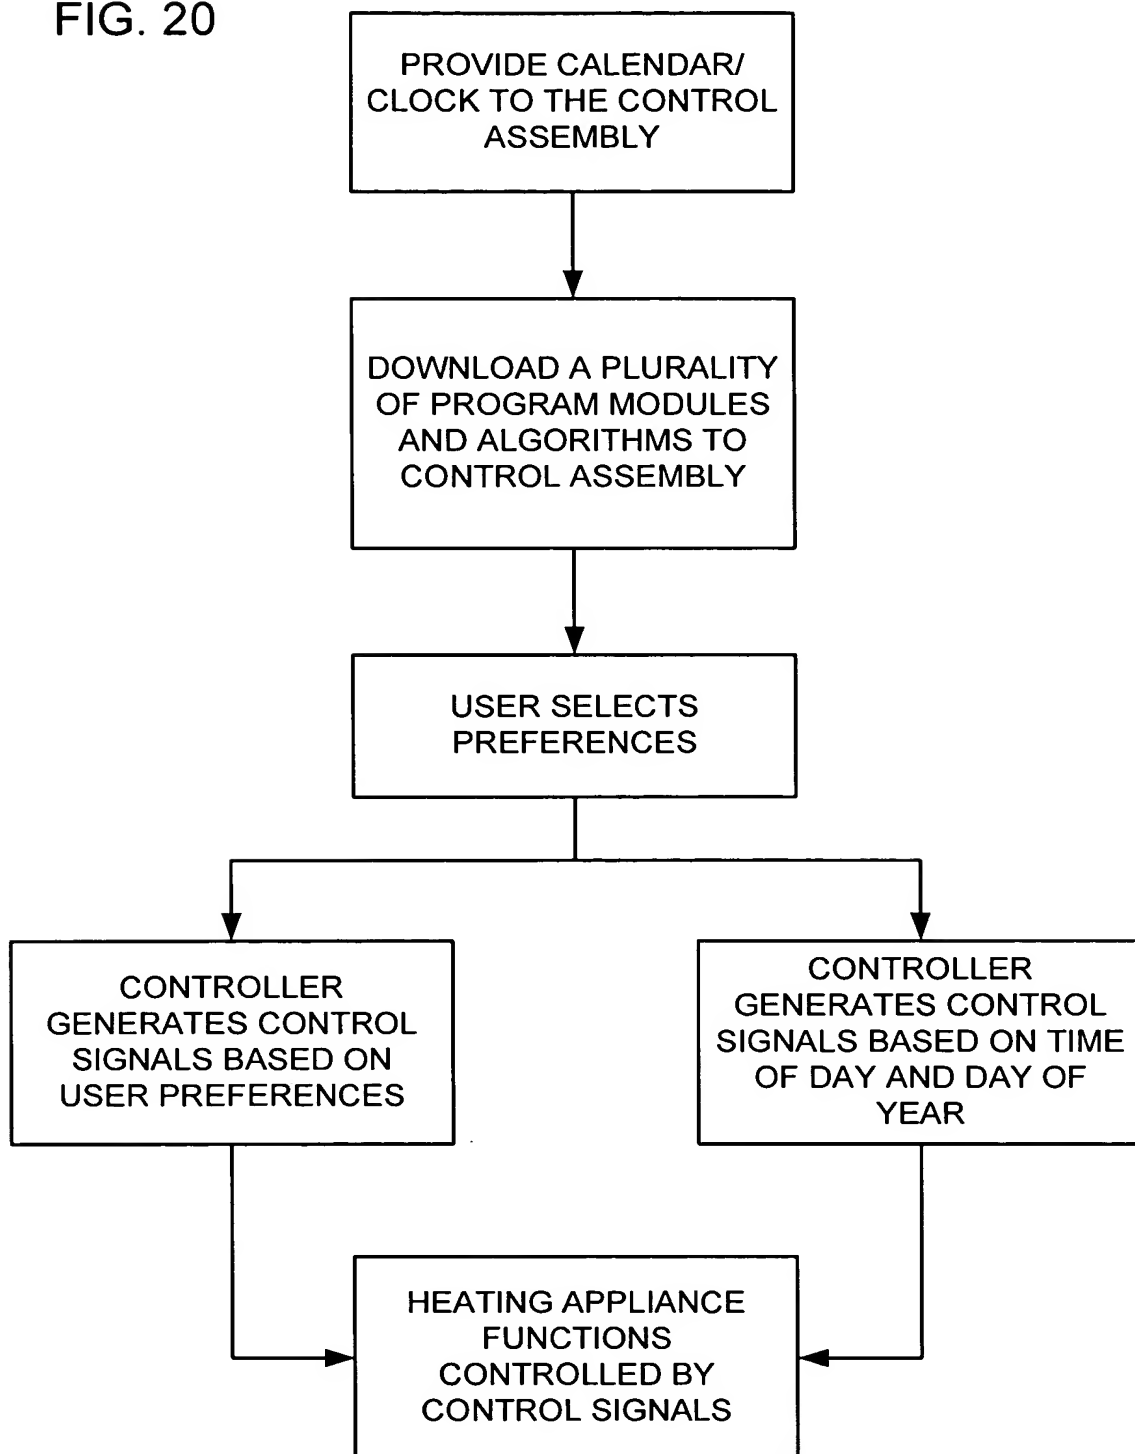 FIG. 20
PROVIDE CALENDAR/
CLOCK TO THE CONTROL
ASSEMBLY
DOWNLOAD A PLURALITY
OF PROGRAM MODULES
AND ALGORITHMS TO
CONTROL ASSEMBLY
USER SELECTS
PREFERENCES
CONTROLLER
GENERATES CONTROL
SIGNALS BASED ON
USER PREFERENCES
CONTROLLER
GENERATES CONTROL
SIGNALS BASED ON TIME
OF DAY AND DAY OF
YEAR
HEATING APPLIANCE
FUNCTIONS
CONTROLLED BY
CONTROL SIGNALS